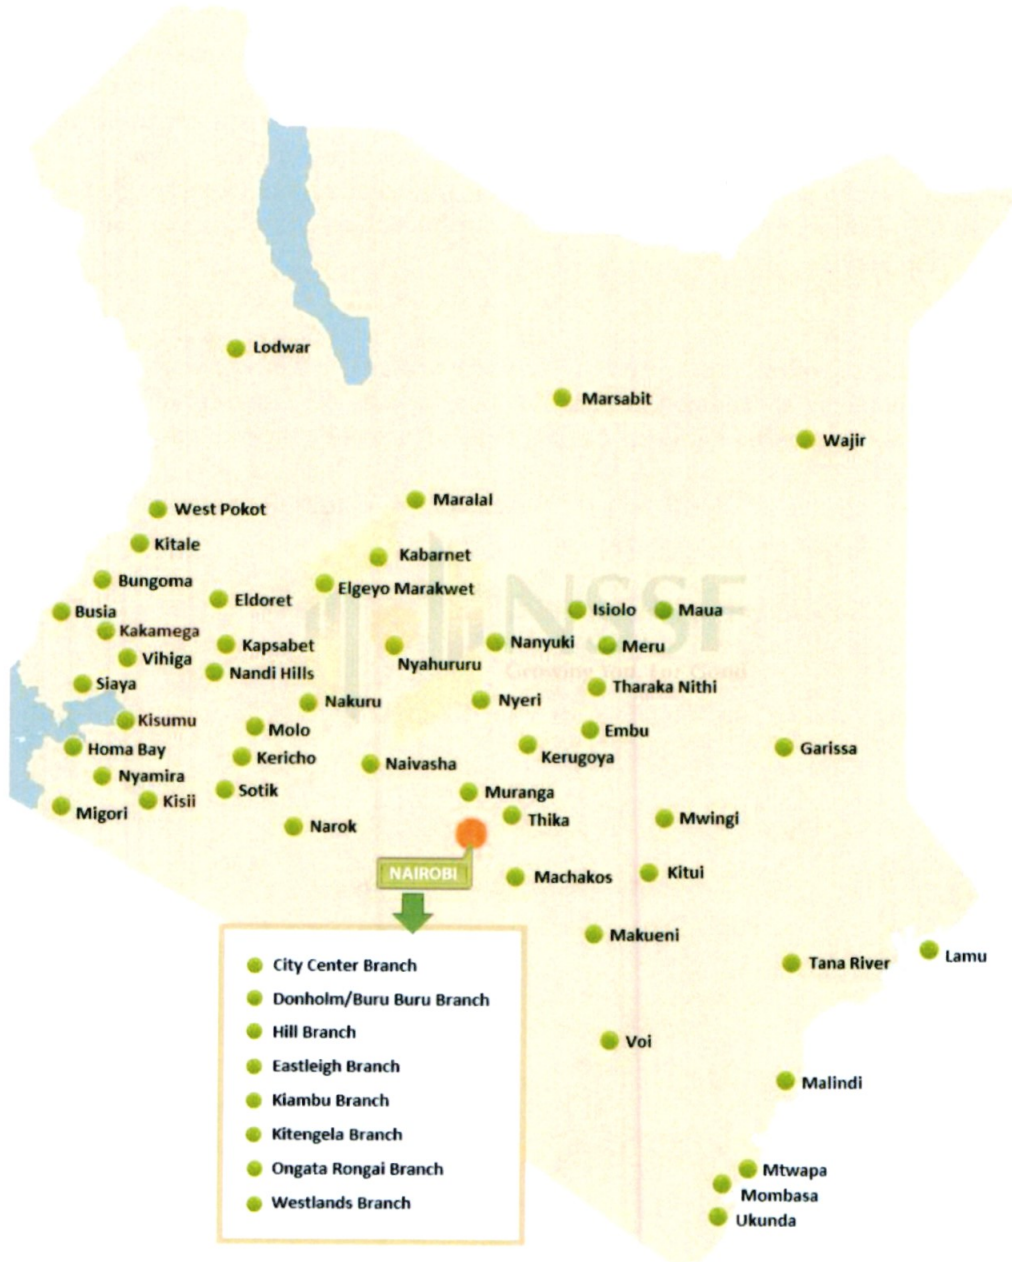 Lodwar
Marsabit
Wajir
Maralal
West Pokot
Kitale
Kabarnet
Bungoma
Elgeyo Marakwet
Eldoret
NSSF
Isiolo
Maua
Busia
Kakamega
Kapsabet
Nanyuki
Meru
Vihiga
Nyahururu
Growing You, For Good
Nandi Hills
Siaya
Tharaka Nithi
Nakuru
Nyeri
Kisumu
Molo
Embu
Homa Bay
Kericho
Kerugoya
Garissa
Naivasha
Nyamira
Sotik
Muranga
Kisii
Migori
Narok
Thika
Mwingi
NAIROBI
Machakos
Kitui
Makueni
Tana River
Lamu
City Center Branch
Donholm/Buru Buru Branch
Hill Branch
Eastleigh Branch
Kiambu Branch
Kitengela Branch
Ongata Rongai Branch
Westlands Branch
Voi
Malindi
Mtwapa
Mombasa
Ukunda